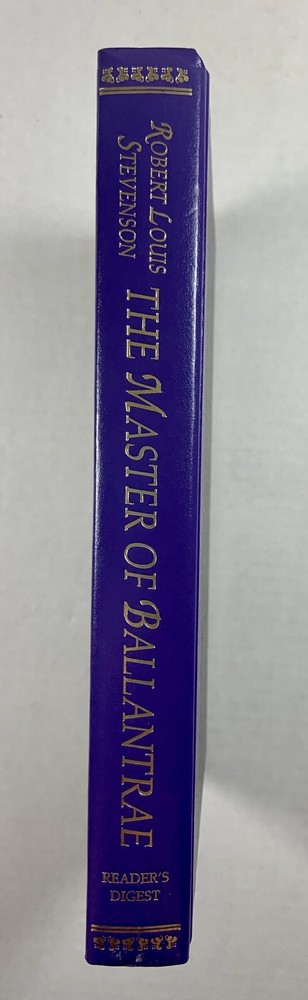 ROBERT LOUIS
STEVENSON
THE MASTER OF BALLANTRAE
READER'S
DIGEST